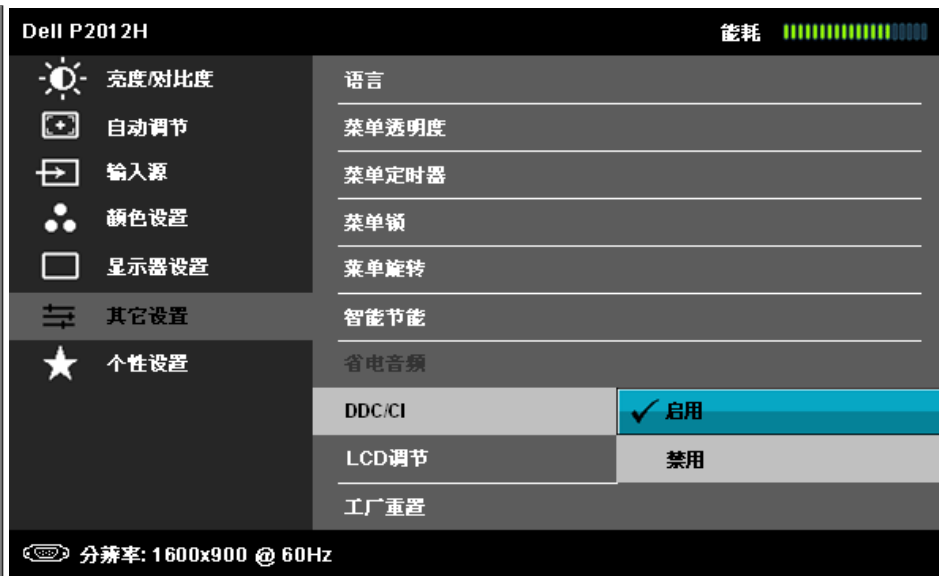 Dell P2012H 能耗
亮度/对比度
自动调节
输入源
颜色设置
显示器设置
其它设置
个性设置
语言
菜单透明度
菜单定时器
菜单锁
菜单旋转
智能节能
省电音频
DDC/CI
启用
禁用
LCD调节
工厂重置
分辨率: 1600x900 @ 60Hz